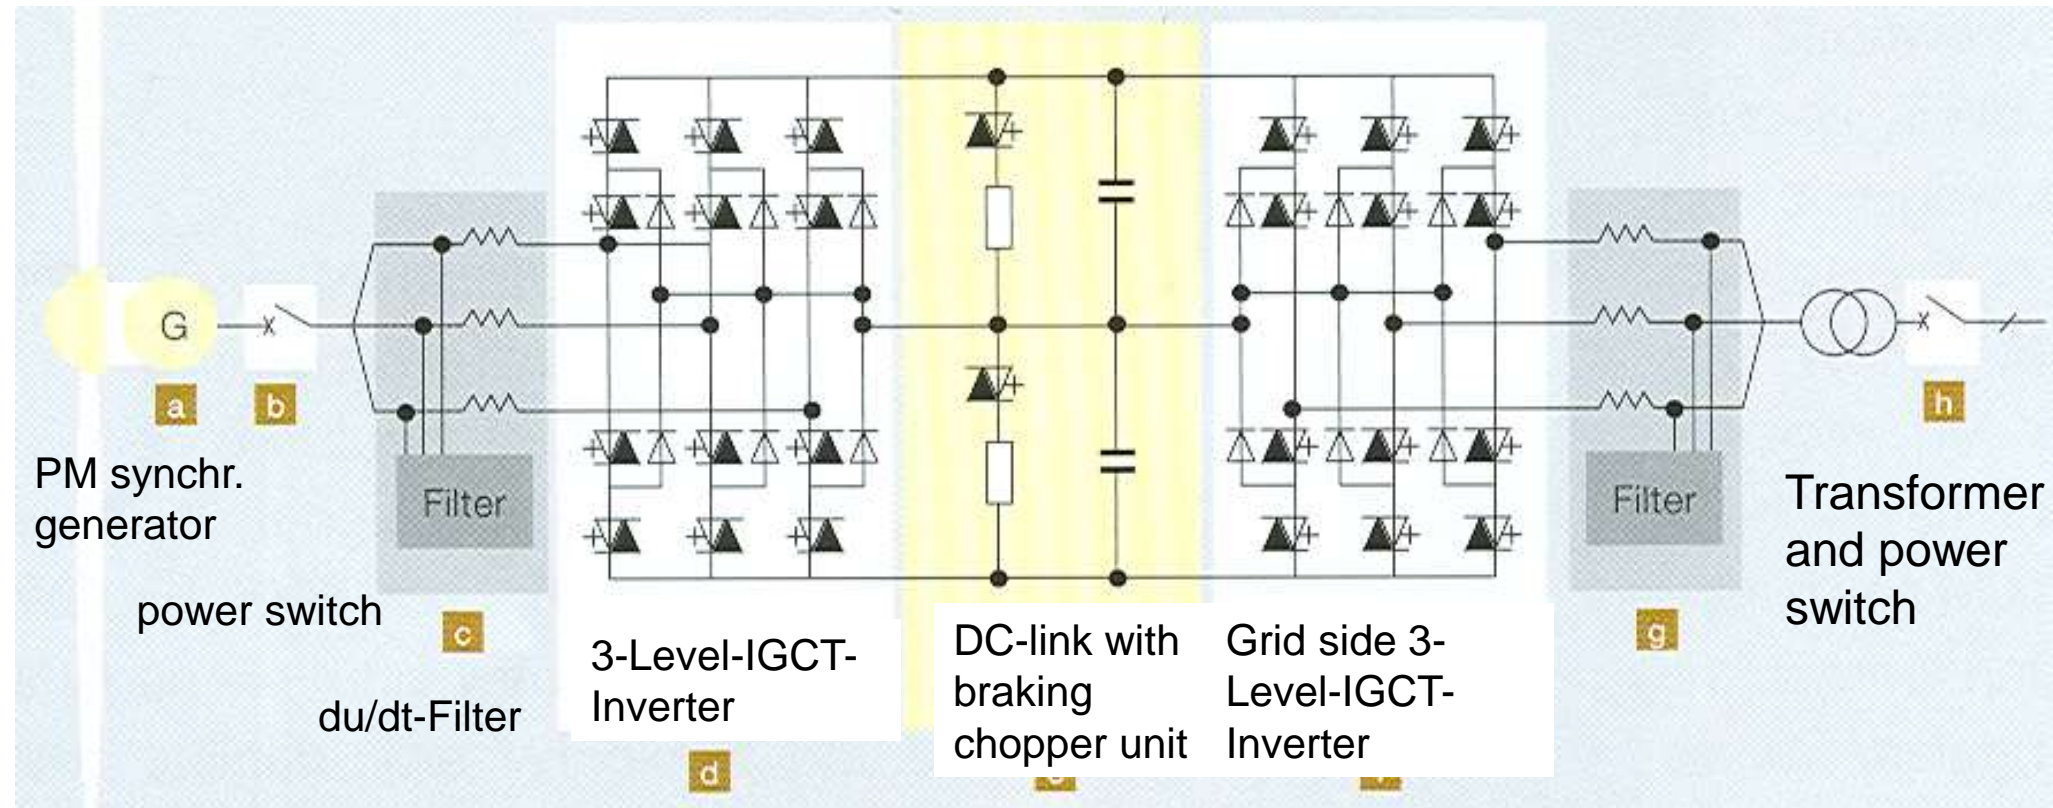 G
a
b
PM synchr.
generator
power switch
Filter
c
du/dt-Filter
3-Level-IGCT-
Inverter
d
DC-link with
braking
chopper unit
Grid side 3-
Level-IGCT-
Inverter
Filter
g
h
Transformer
and power
switch